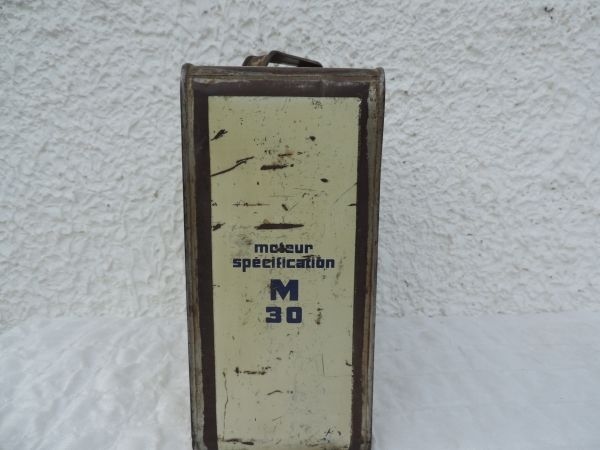 moteur
spécification
M
30